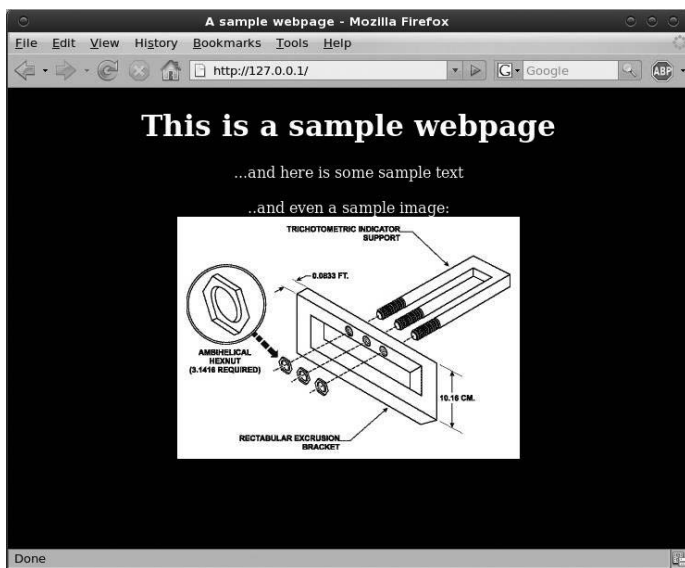 A sample webpage - Mozilla Firefox
File Edit View History Bookmarks Tools Help
http://127.0.0.1/ G Google ABP
This is a sample webpage
...and here is some sample text
..and even a sample image:
TRICHOTOMETRIC INDICATOR
SUPPORT
0.0833 FT.
AMBIHELICAL
HEXNUT
(3.1416 REQUIRED)
10.16 CM.
RECTABULAR EXCRUSION
BRACKET
Done